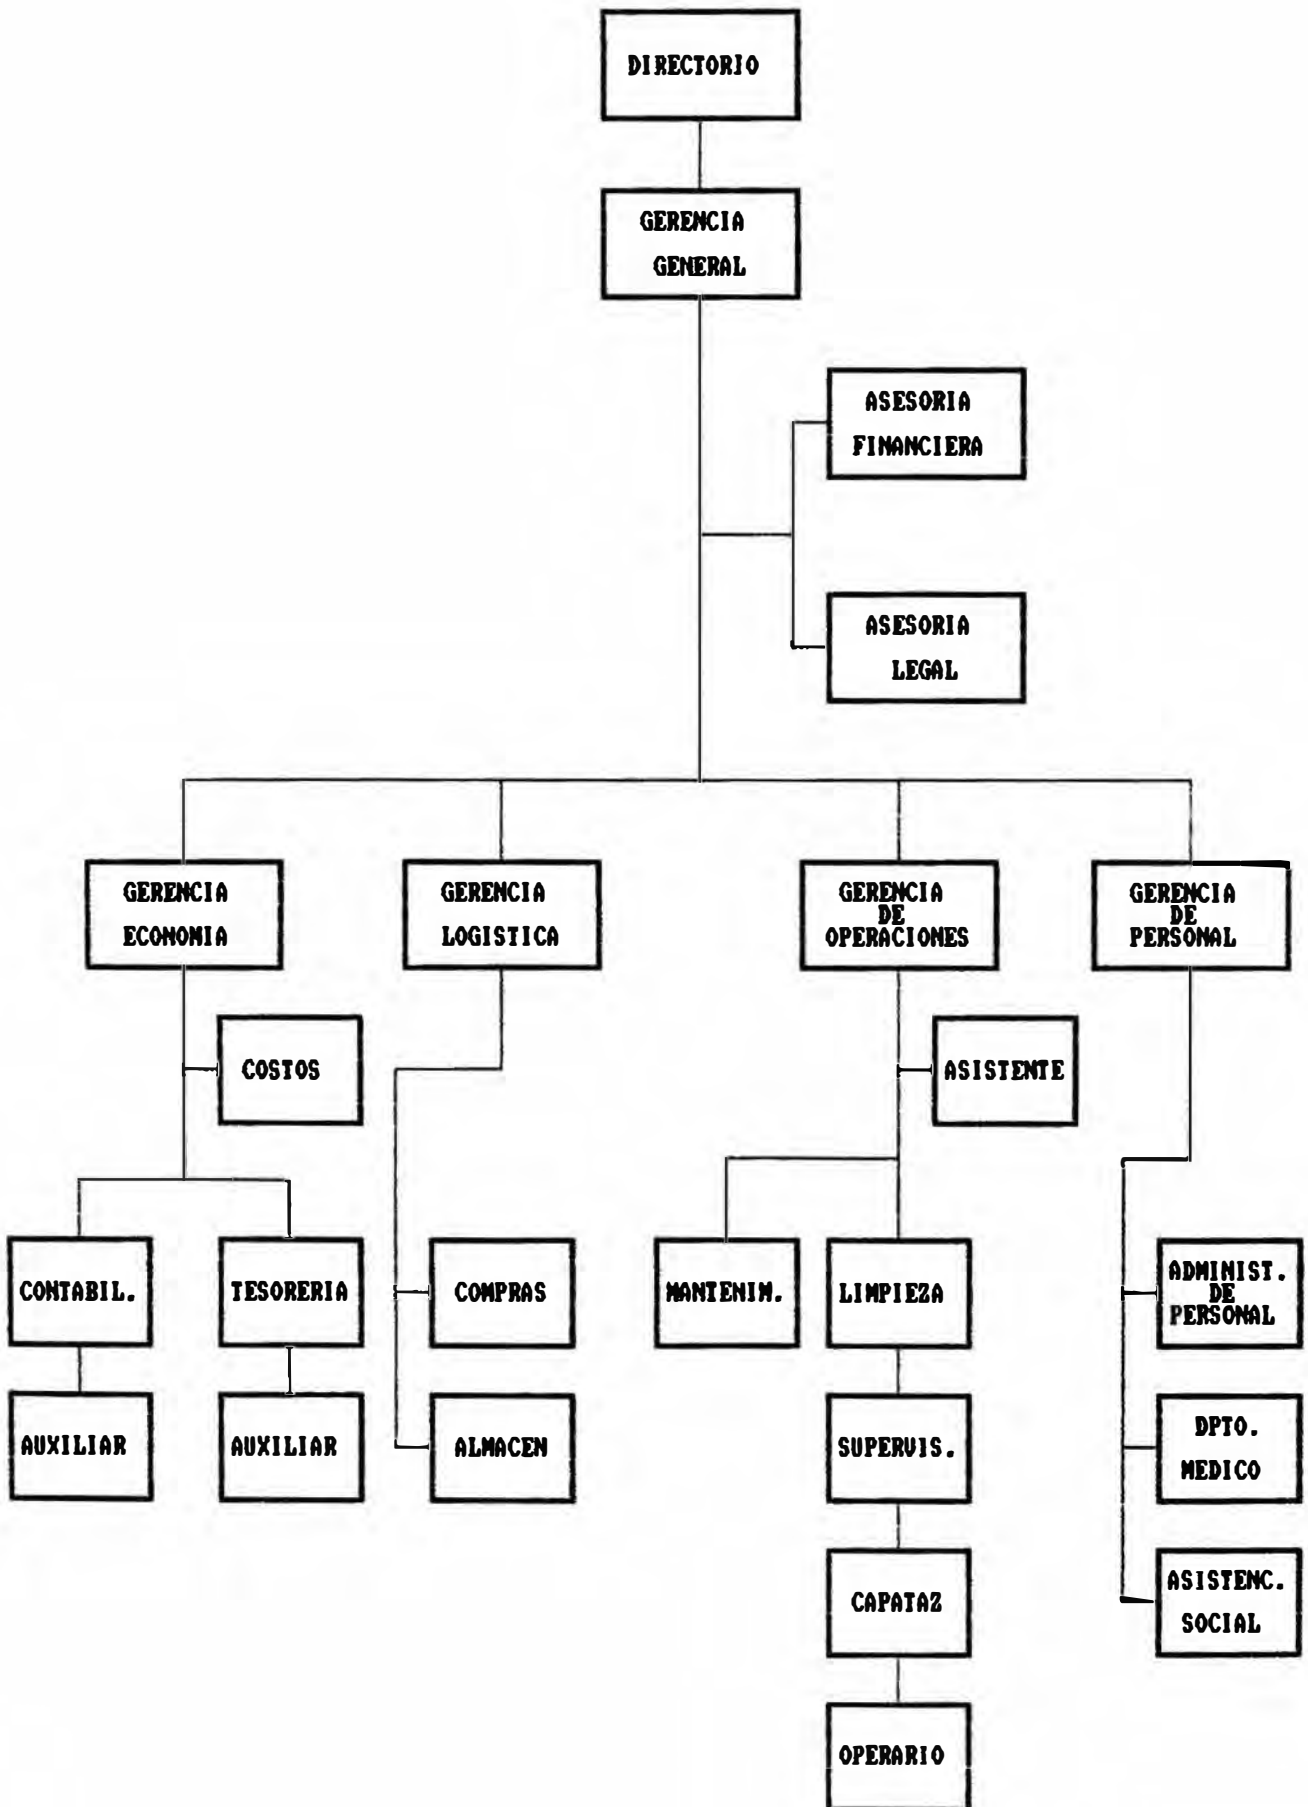 DIRECTORIO
GERENCIA
GENERAL
ASESORIA
FINANCIERA
ASESORIA
LEGAL
GERENCIA
ECONOMIA
GERENCIA
LOGISTICA
GERENCIA
DE
OPERACIONES
GERENCIA
DE
PERSONAL
COSTOS
ASISTENTE
CONTABIL.
TESORERIA
COMPRAS
MANTENIM.
LIMPIEZA
ADMINIST.
DE
PERSONAL
AUXILIAR
AUXILIAR
ALMACEN
SUPERVIS.
DPTO.
MEDICO
CAPATAZ
ASISTENC.
SOCIAL
OPERARIO